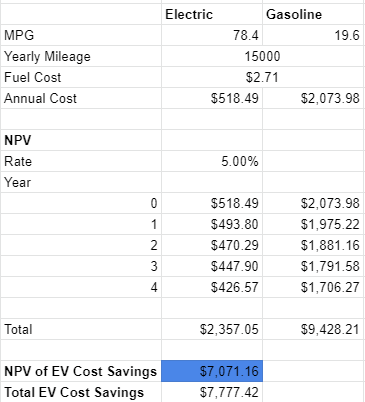 Electric Gasoline
MPG 78.4 19.6
Yearly Mileage 15000
Fuel Cost $2.71
Annual Cost $518.49 $2,073.98
NPV
Rate 5.00%
Year
0 $518.49 $2,073.98
1 $493.80 $1,975.22
2 $470.29 $1,881.16
3 $447.90 $1,791.58
4 $426.57 $1,706.27
Total $2,357.05 $9,428.21
NPV of EV Cost Savings $7,071.16
Total EV Cost Savings $7,777.42